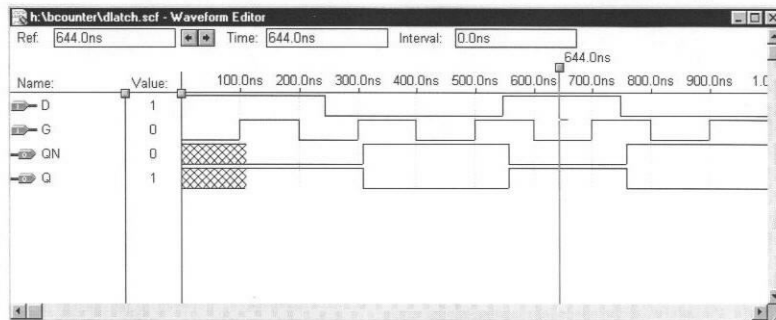 h:\bcounter\dlatch.scf - Waveform Editor
Ref: 644.0ns Time: 644.0ns Interval: 0.0ns
644.0ns
Name: Value: 100.0ns 200.0ns 300.0ns 400.0ns 500.0ns 600.0ns 700.0ns 800.0ns 900.0ns 1.0
D 1
G 0
QN 0
Q 1